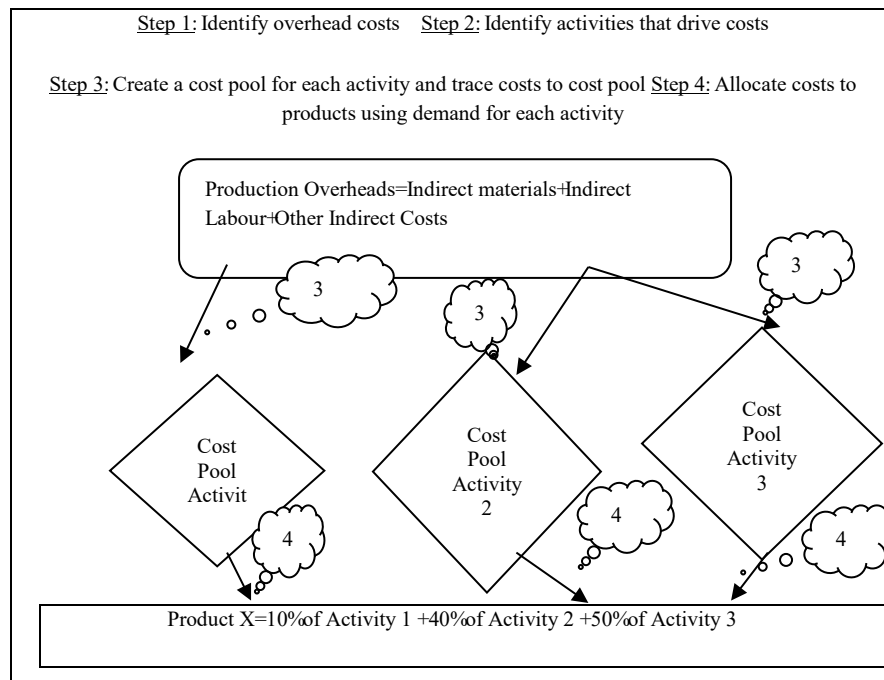 Step 1: Identify overhead costs Step 2: Identify activities that drive costs
Step 3: Create a cost pool for each activity and trace costs to cost pool Step 4: Allocate costs to
products using demand for each activity
Production Overheads=Indirect materials+Indirect
Labour+Other Indirect Costs
3
3
3
Cost
Pool
Activit
Cost
Pool
Activity
2
Cost
Pool
Activity
3
4
4
4
Product X=10%of Activity 1 +40%of Activity 2 +50%of Activity 3